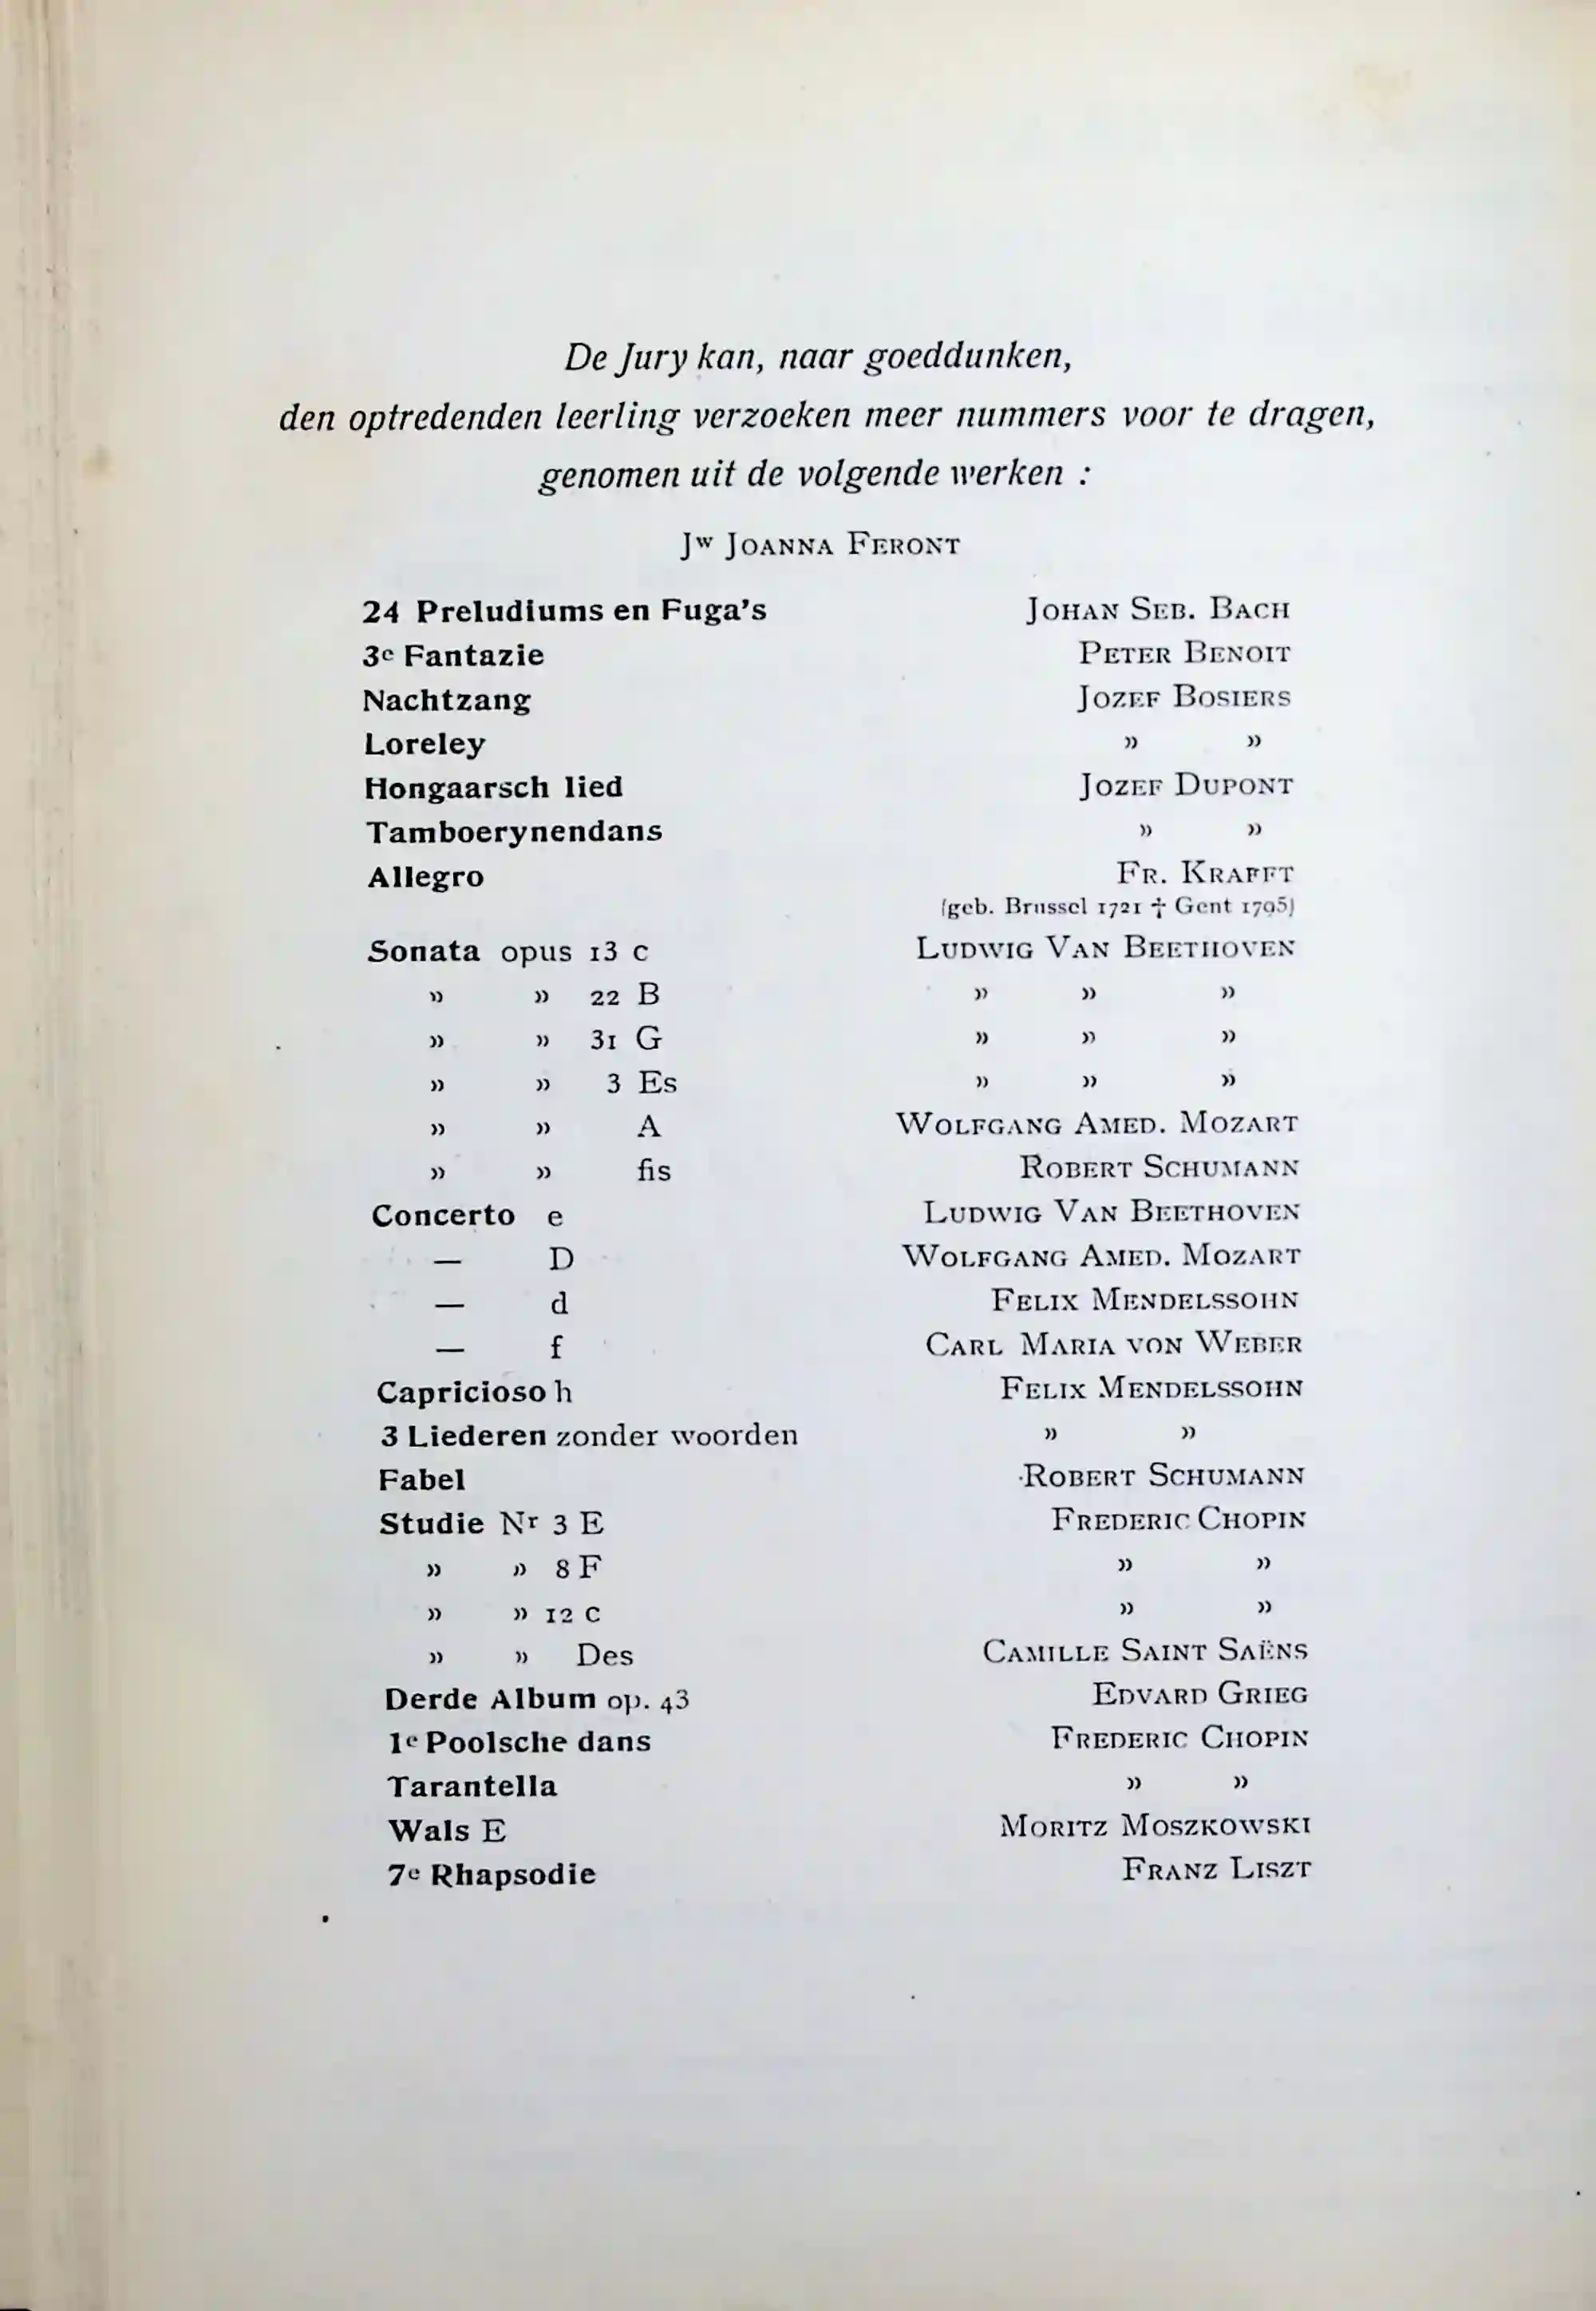 De Jury kan, naar goeddunken,
den optredenden leerling verzoeken meer nummers voor te dragen,
genomen uit de volgende werken :
Jw Joanna Feront
24 Preludiums en Fuga's Johan Seb. Bach
3e Fantazie Peter Benoit
Nachtzang Jozef Bosiers
Loreley » »
Hongaarsch lied Jozef Dupont
Tamboerynendans » »
Allegro Fr. Krafft
(geb. Brussel 1721 † Gent 1795)
Sonata opus 13 c Ludwig Van Beethoven
» » 22 B » » »
» » 31 G » » »
» » 3 Es » » »
» » A Wolfgang Amed. Mozart
» » fis Robert Schumann
Concerto e Ludwig Van Beethoven
— D Wolfgang Amed. Mozart
— d Felix Mendelssohn
— f Carl Maria von Weber
Capricioso h Felix Mendelssohn
3 Liederen zonder woorden » »
Fabel Robert Schumann
Studie Nr 3 E Frederic Chopin
» » 8 F » »
» » 12 c » »
» » Des Camille Saint Saëns
Derde Album op. 43 Edvard Grieg
1e Poolsche dans Frederic Chopin
Tarantella » »
Wals E Moritz Moszkowski
7e Rhapsodie Franz Liszt